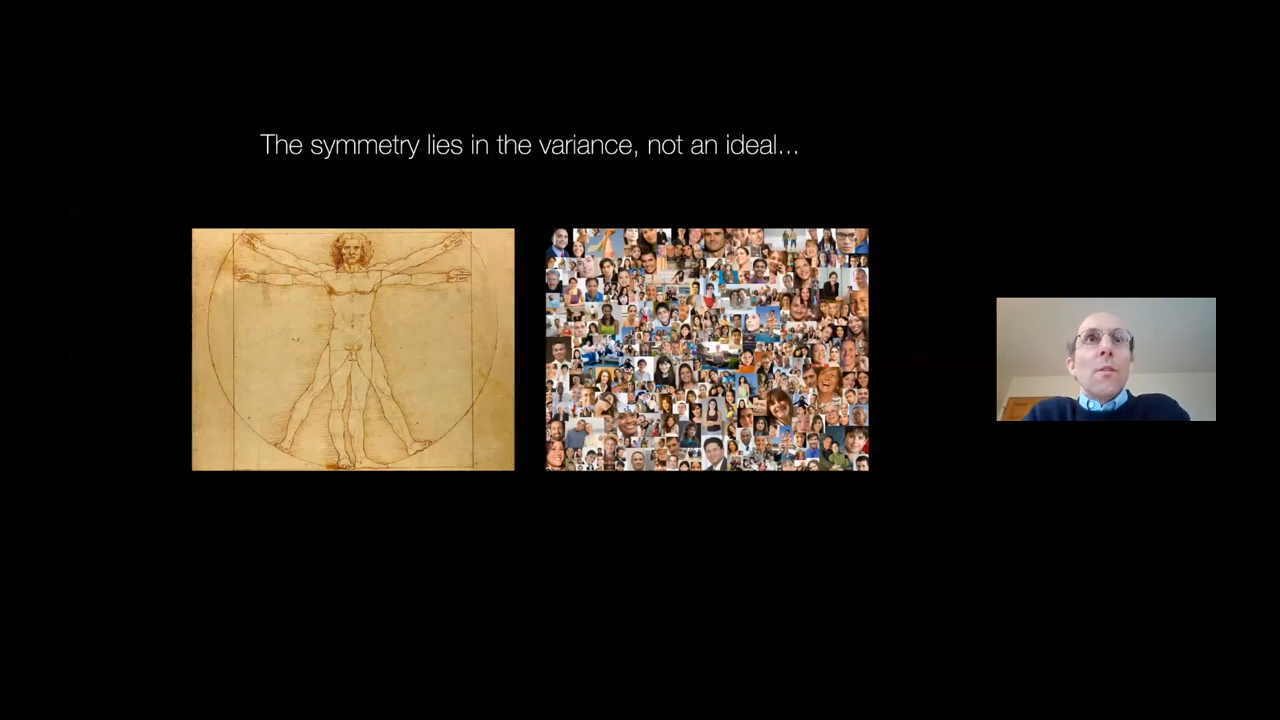 The symmetry lies in the variance, not an ideal...